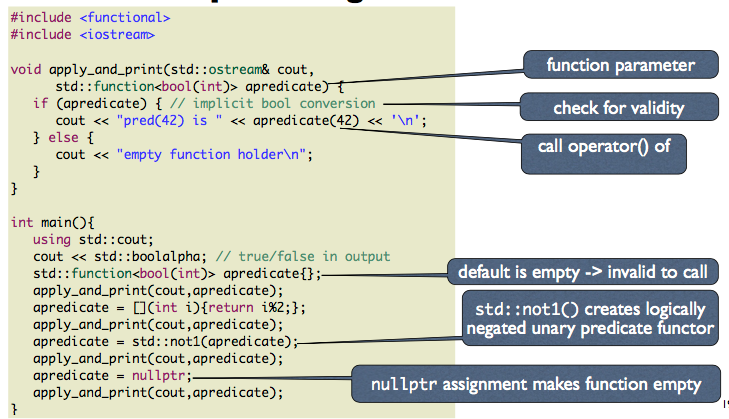 #include <functional>
#include <iostream>
void apply_and_print(std::ostream& cout,
std::function<bool(int)> apredicate) {
if (apredicate) { // implicit bool conversion
cout << "pred(42) is " << apredicate(42) << '\n';
} else {
cout << "empty function holder\n";
}
}
int main(){
using std::cout;
cout << std::boolalpha; // true/false in output
std::function<bool(int)> apredicate{};
apply_and_print(cout,apredicate);
apredicate = [](int i){return i%2;};
apply_and_print(cout,apredicate);
apredicate = std::not1(apredicate);
apply_and_print(cout,apredicate);
apredicate = nullptr;
apply_and_print(cout,apredicate);
}
function parameter
check for validity
call operator() of
default is empty -> invalid to call
std::not1() creates logically
negated unary predicate functor
nullptr assignment makes function empty